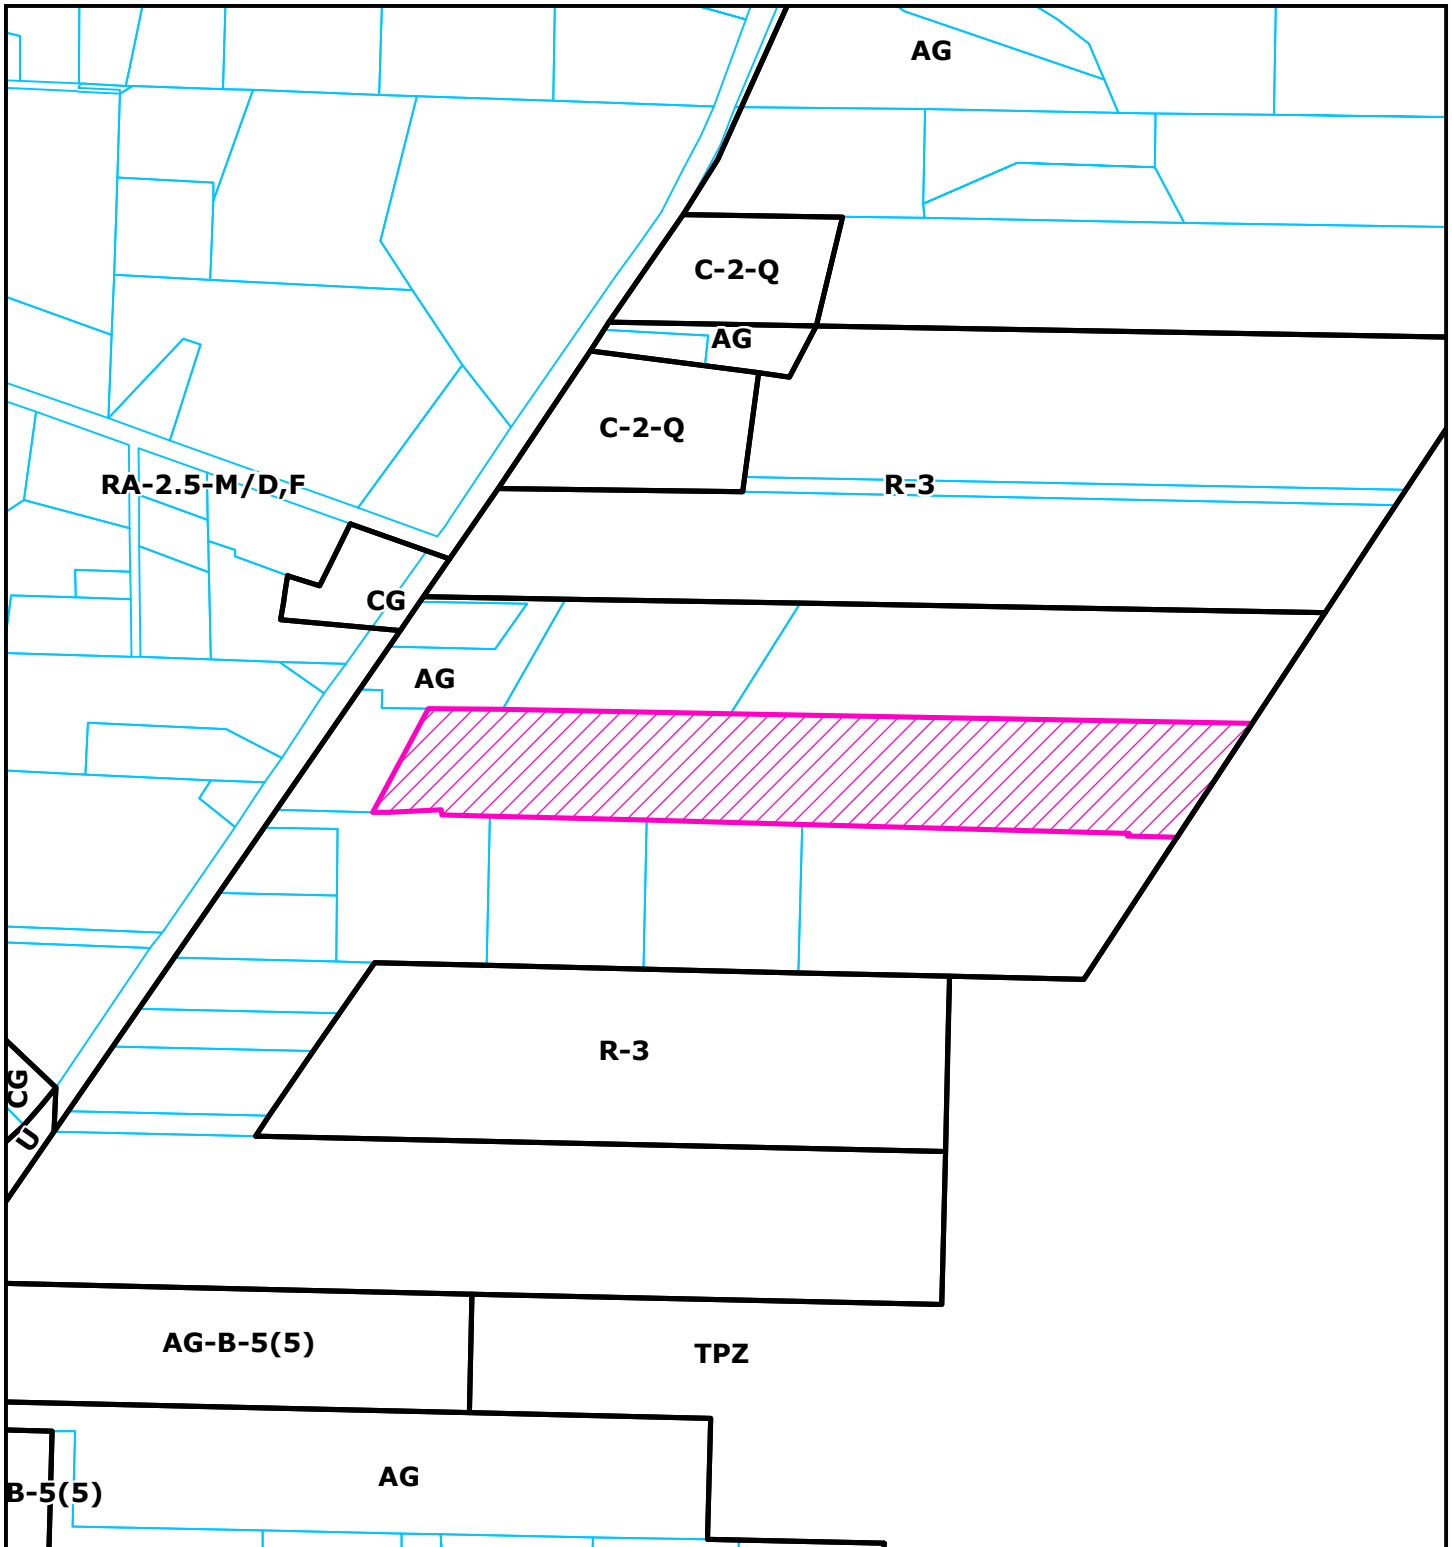 AG
C-2-Q
AG
C-2-Q
RA-2.5-M/D,F
R-3
CG
AG
R-3
CG
U
AG-B-5(5)
TPZ
AG
B-5(5)